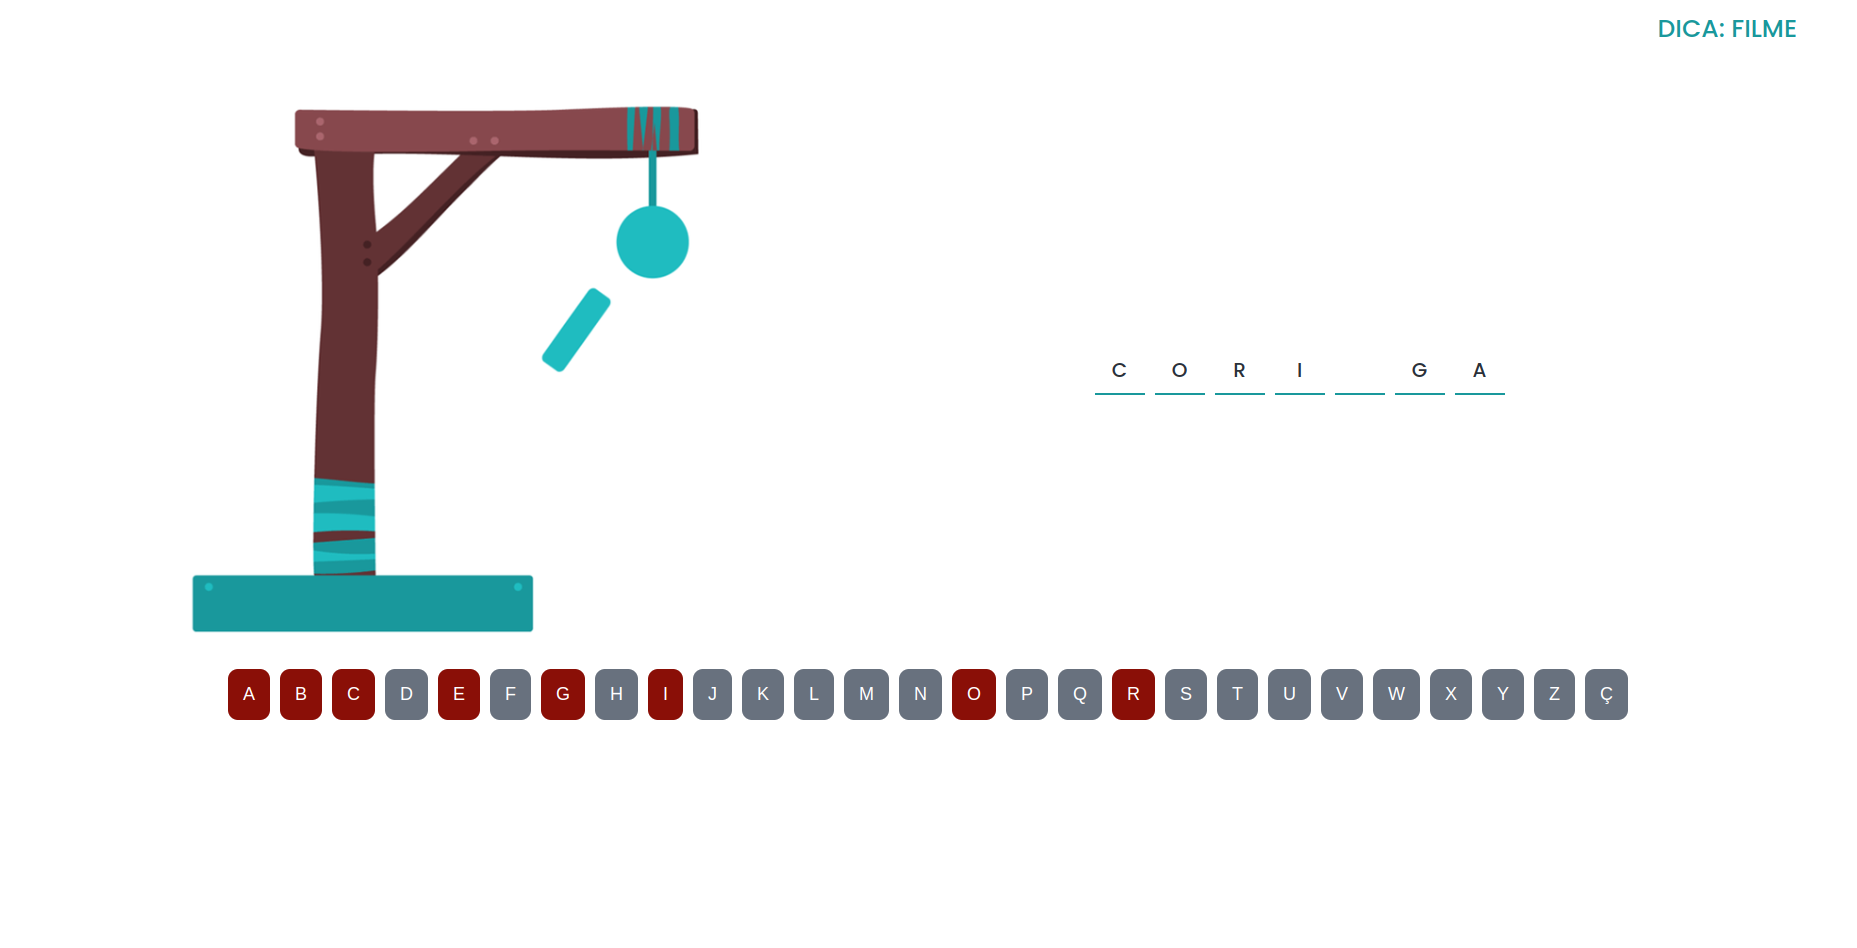 DICA: FILME
C O R I _ G A
A B C D E F G H I J K L M N O P Q R S T U V W X Y Z Ç